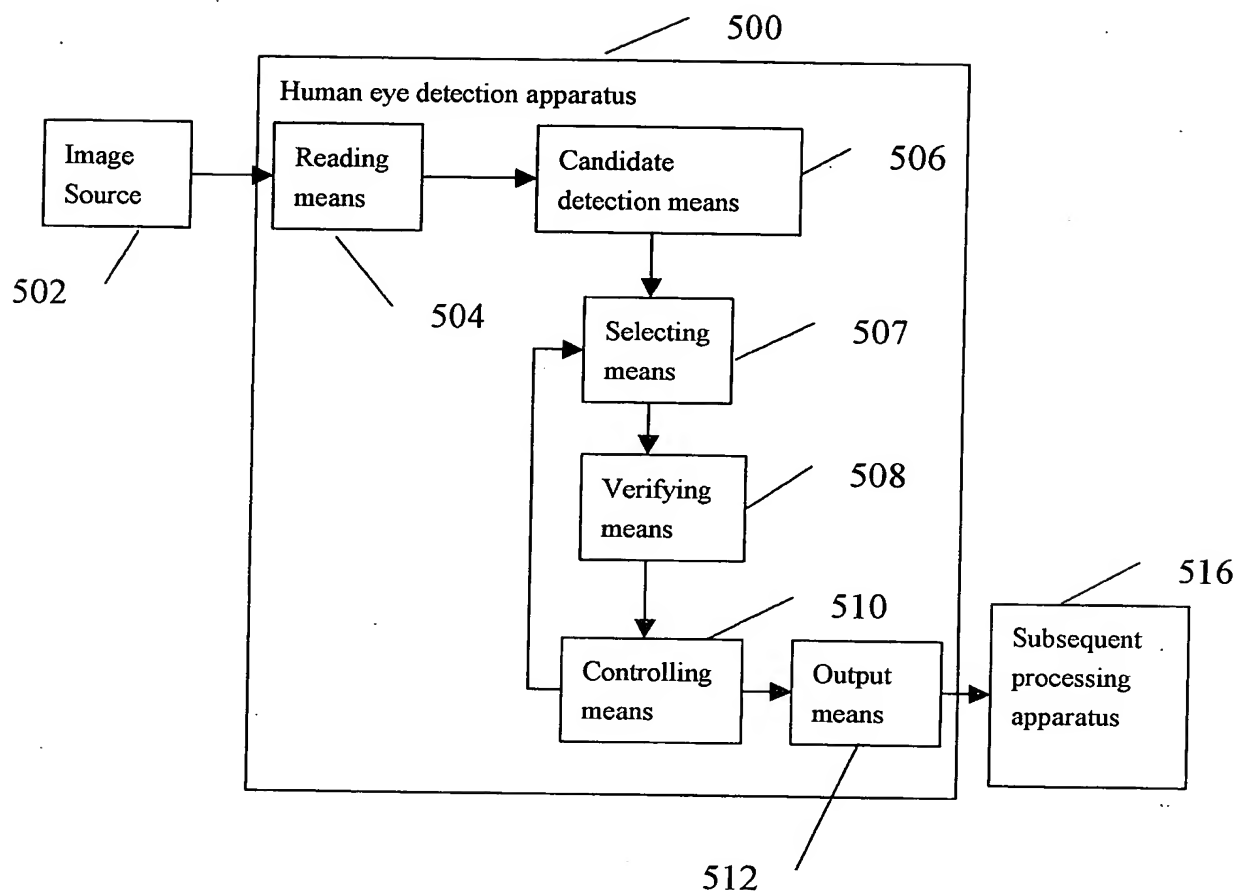 500
Human eye detection apparatus
Image
Source
Reading
means
Candidate
detection means
506
502
504
Selecting
means
507
Verifying
means
508
510
516
Controlling
means
Output
means
Subsequent
processing
apparatus
512